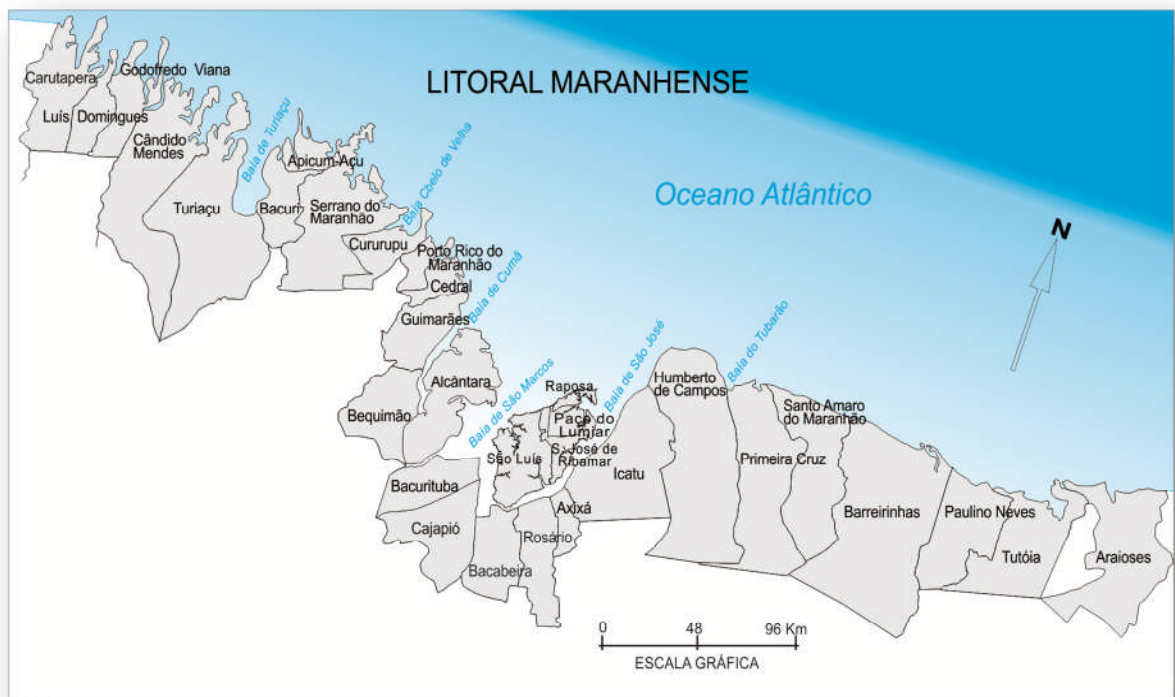 LITORAL MARANHENSE
Carutapera
Godofredo Viana
Luís Domingues
Cândido
Mendes
Baía de Turiaçu
Turiaçu
Apicum-Açu
Bacuri
Serrano do
Maranhão
Baía Cbelo de Velha
Cururupu
Porto Rico do
Maranhão
Cedral
Baía de Cumã
Guimarães
Oceano Atlântico
N
Alcântara
Bequimão
Baía de São Marcos
Raposa
Baía de São José
Paço do
Lumiar
São Luís
S. José de
Ribamar
Humberto
de Campos
Baía do Tubarão
Santo Amaro
do Maranhão
Icatu
Primeira Cruz
Bacurituba
Cajapió
Axixá
Rosário
Bacabeira
Barreirinhas
Paulino Neves
Tutóia
Araioses
0 48 96 Km
ESCALA GRÁFICA